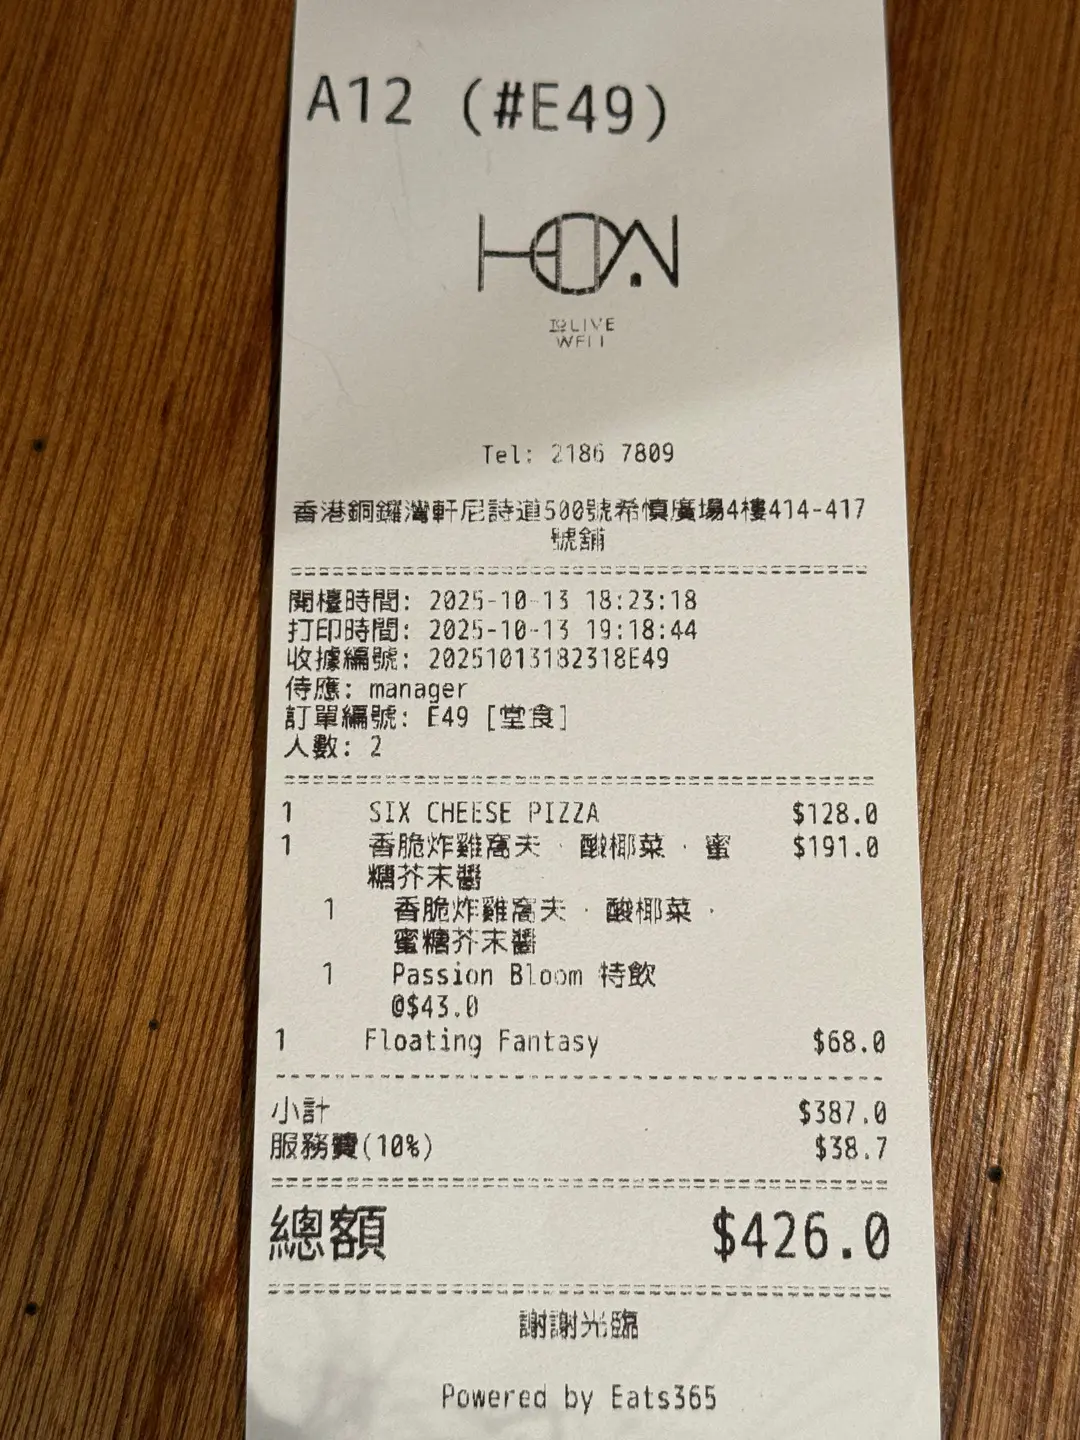 A12 (#E49)
LIVE
WELL
Tel: 2186 7809
香港銅鑼灣軒尼詩道500號希慎廣場4樓414-417
號舖
開檯時間: 2025-10-13 18:23:18
打印時間: 2025-10-13 19:18:44
收據編號: 20251013182318E49
侍應: manager
訂單編號: E49 [堂食]
人數: 2
1 SIX CHEESE PIZZA $128.0
1 香脆炸雞窩夫 · 酸椰菜 · 蜜 $191.0
糖芥末醬
1 香脆炸雞窩夫 · 酸椰菜 ·
蜜糖芥末醬
1 Passion Bloom 特飲
@$43.0
1 Floating Fantasy $68.0
小計 $387.0
服務費(10%) $38.7
總額 $426.0
謝謝光臨
Powered by Eats365